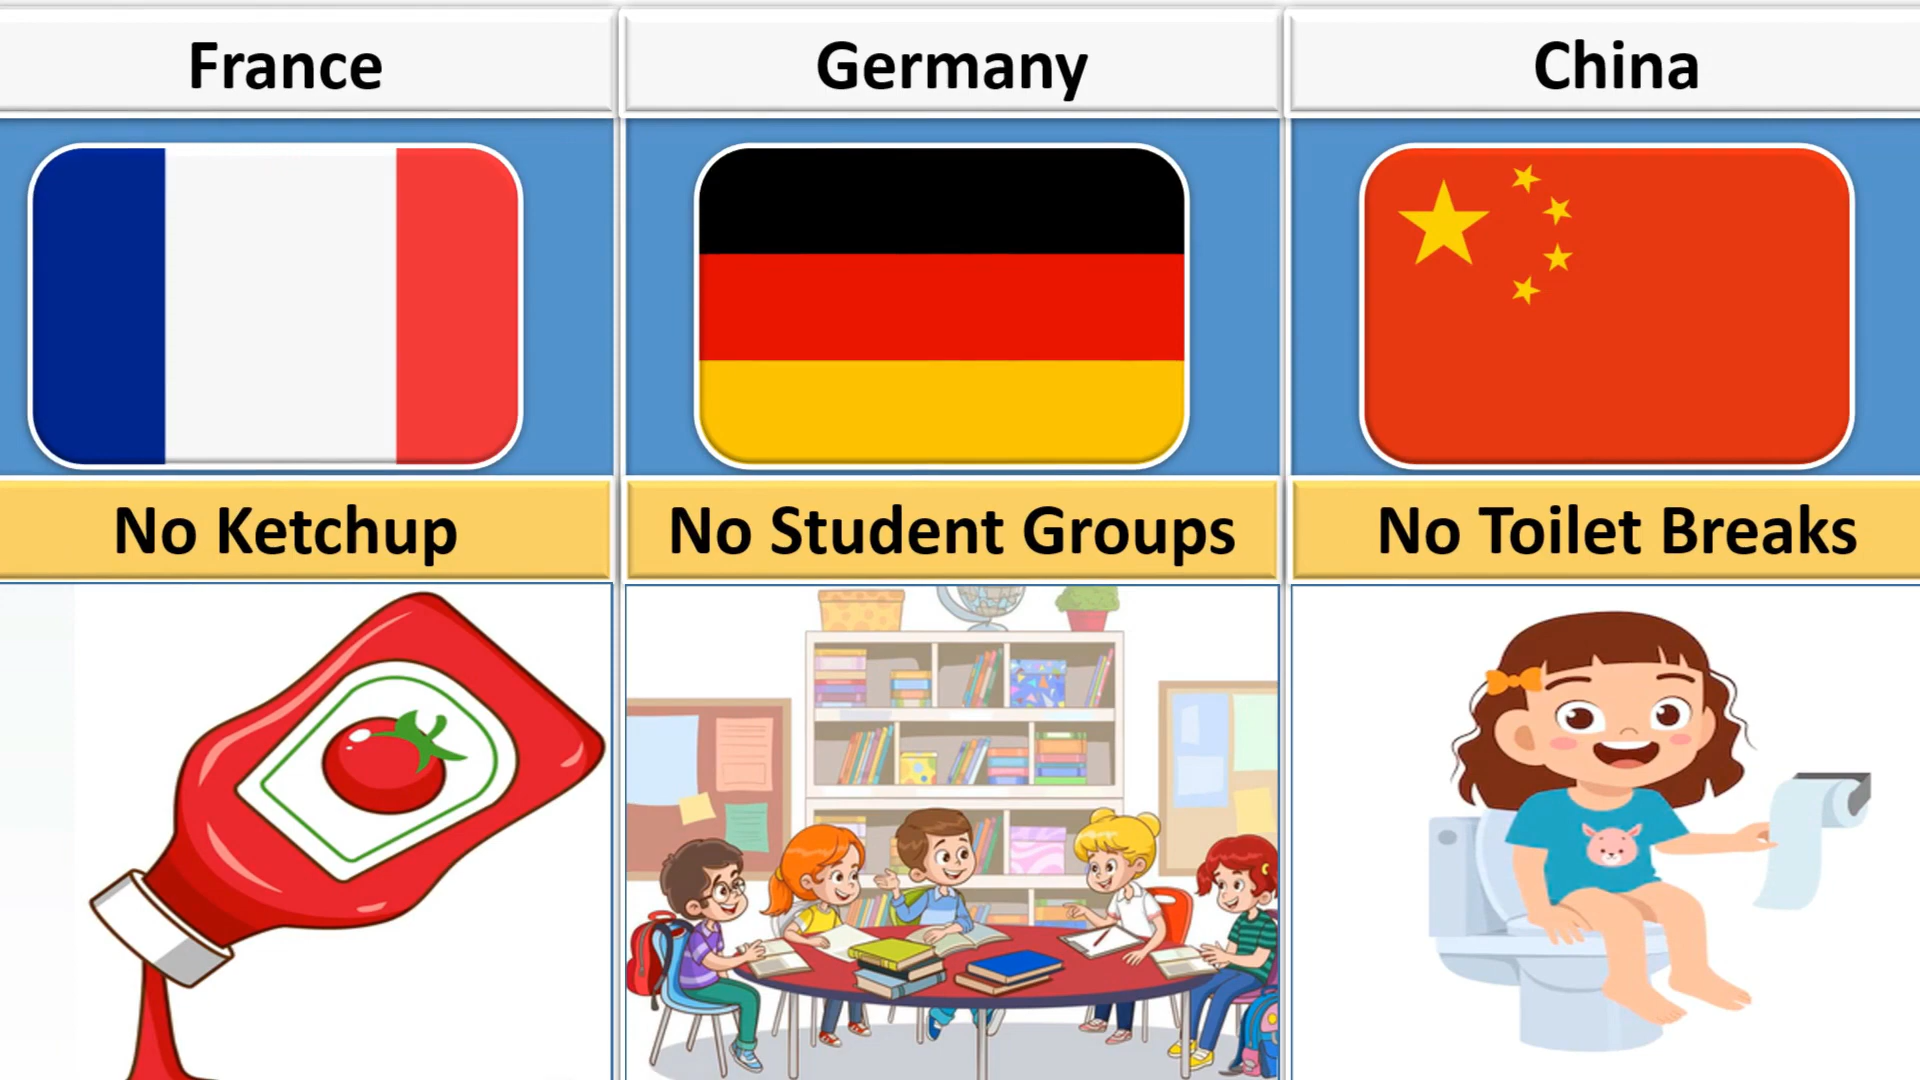 France
Germany
China
No Ketchup
No Student Groups
No Toilet Breaks